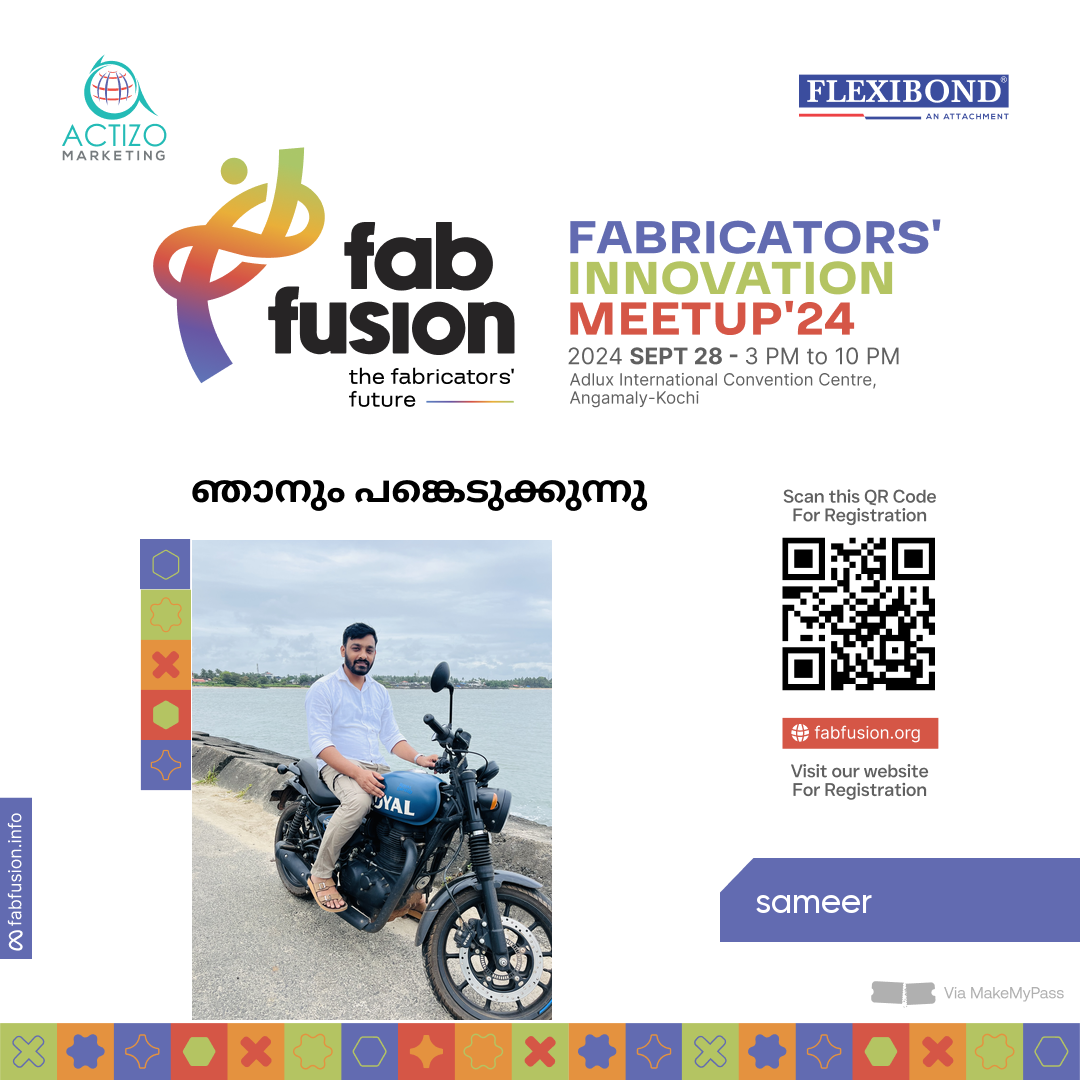 ACTIZO
MARKETING
FLEXIBOND®
AN ATTACHMENT
fab
fusion
the fabricators'
future
FABRICATORS'
INNOVATION
MEETUP'24
2024 SEPT 28 - 3 PM to 10 PM
Adlux International Convention Centre,
Angamaly-Kochi
ഞാനും പങ്കെടുക്കുന്നു
Scan this QR Code
For Registration
fabfusion.org
Visit our website
For Registration
OYAL
fabfusion.info
sameer
Via MakeMyPass